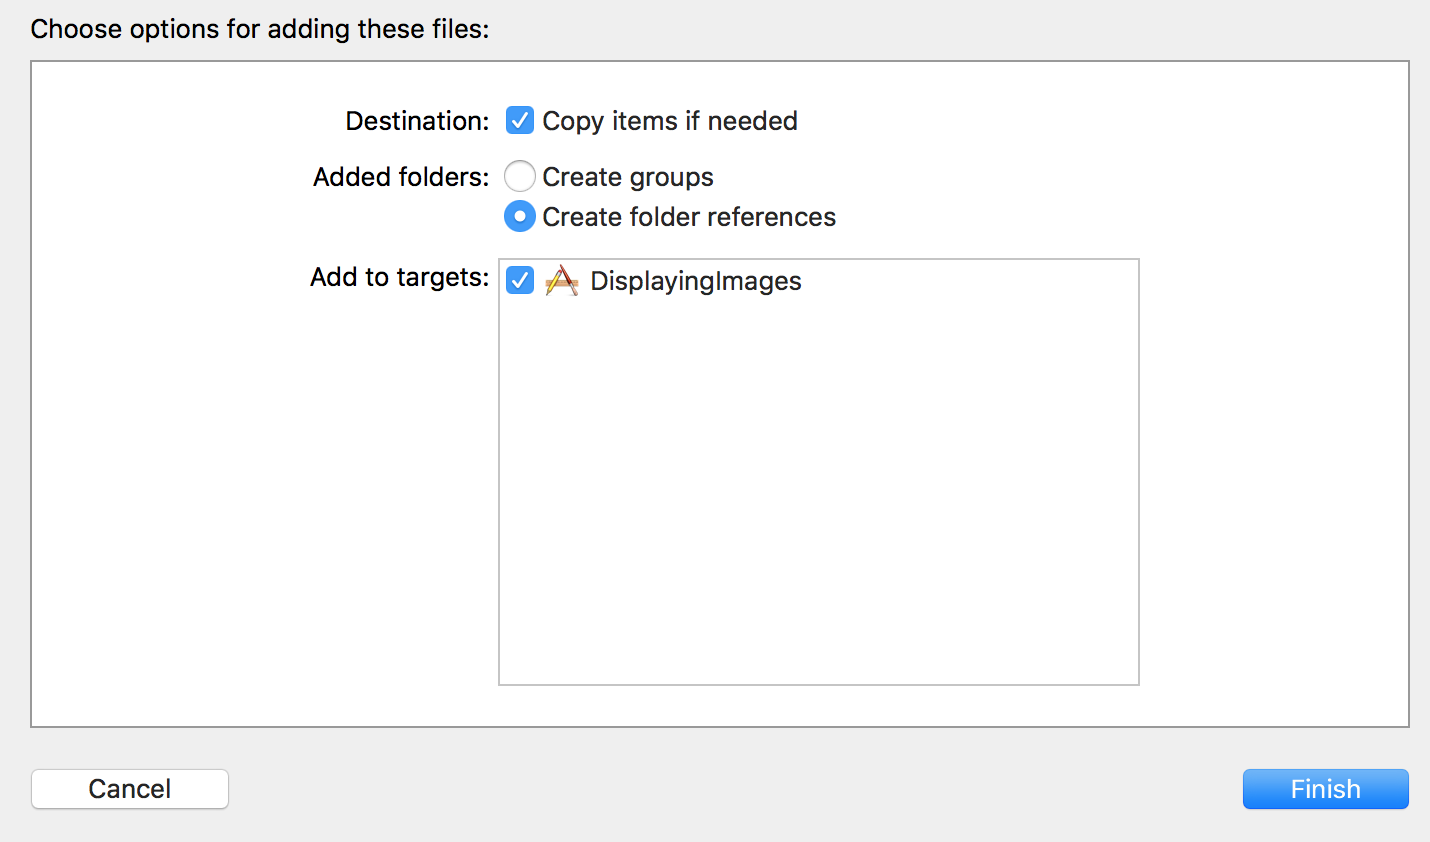 Choose options for adding these files:
Destination: Copy items if needed
Added folders: Create groups
Create folder references
Add to targets: DisplayingImages
Cancel Finish